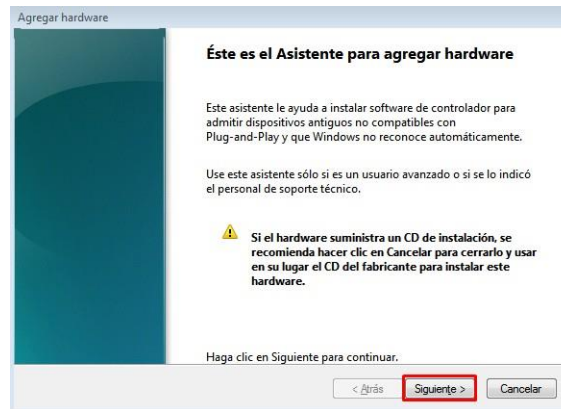 Agregar hardware
Éste es el Asistente para agregar hardware
Este asistente le ayuda a instalar software de controlador para
admitir dispositivos antiguos no compatibles con
Plug-and-Play y que Windows no reconoce automáticamente.
Use este asistente sólo si es un usuario avanzado o si se lo indicó
el personal de soporte técnico.
Si el hardware suministra un CD de instalación, se
recomienda hacer clic en Cancelar para cerrarlo y usar
en su lugar el CD del fabricante para instalar este
hardware.
Haga clic en Siguiente para continuar.
< Atrás Siguiente > Cancelar